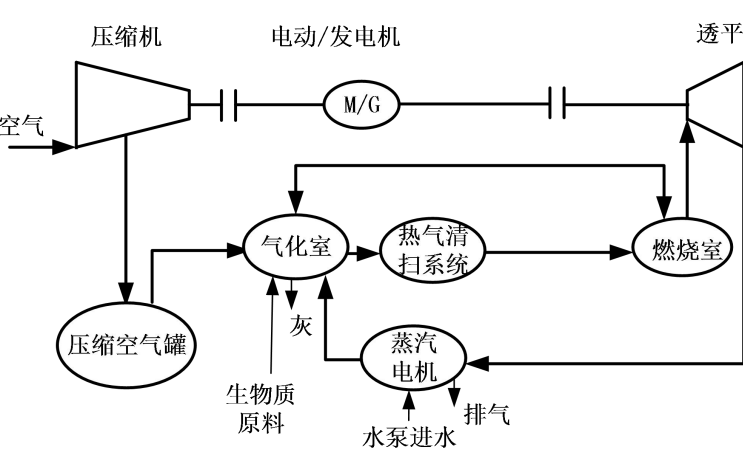 压缩机
电动/发电机
透平
空气
M/G
气化室
热气清
扫系统
燃烧室
压缩空气罐
灰
蒸汽
电机
生物质
原料
排气
水泵进水